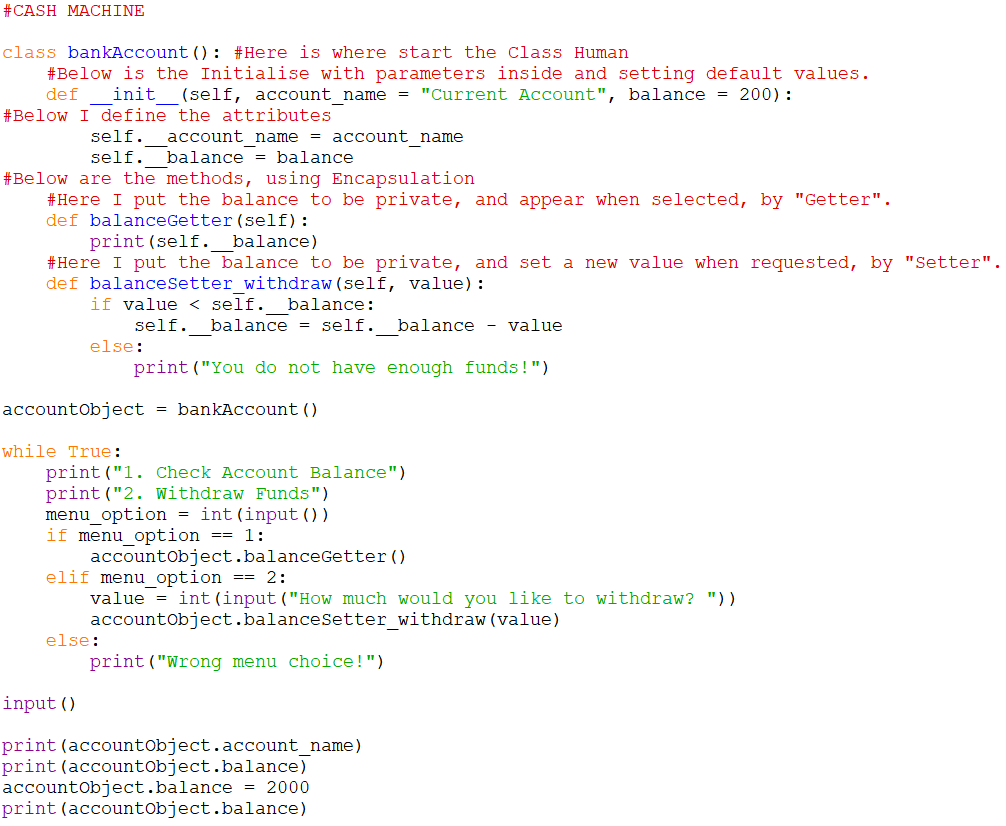 #CASH MACHINE

class bankAccount(): #Here is where start the Class Human
    #Below is the Initialise with parameters inside and setting default values.
    def __init__(self, account_name = "Current Account", balance = 200):
#Below I define the attributes
        self.__account_name = account_name
        self.__balance = balance
#Below are the methods, using Encapsulation
    #Here I put the balance to be private, and appear when selected, by "Getter".
    def balanceGetter(self):
        print(self.__balance)
    #Here I put the balance to be private, and set a new value when requested, by "Setter".
    def balanceSetter_withdraw(self, value):
        if value < self.__balance:
            self.__balance = self.__balance - value
        else:
            print("You do not have enough funds!")

accountObject = bankAccount()

while True:
    print("1. Check Account Balance")
    print("2. Withdraw Funds")
    menu_option = int(input())
    if menu_option == 1:
        accountObject.balanceGetter()
    elif menu_option == 2:
        value = int(input("How much would you like to withdraw? "))
        accountObject.balanceSetter_withdraw(value)
    else:
        print("Wrong menu choice!")

input()

print(accountObject.account_name)
print(accountObject.balance)
accountObject.balance = 2000
print(accountObject.balance)